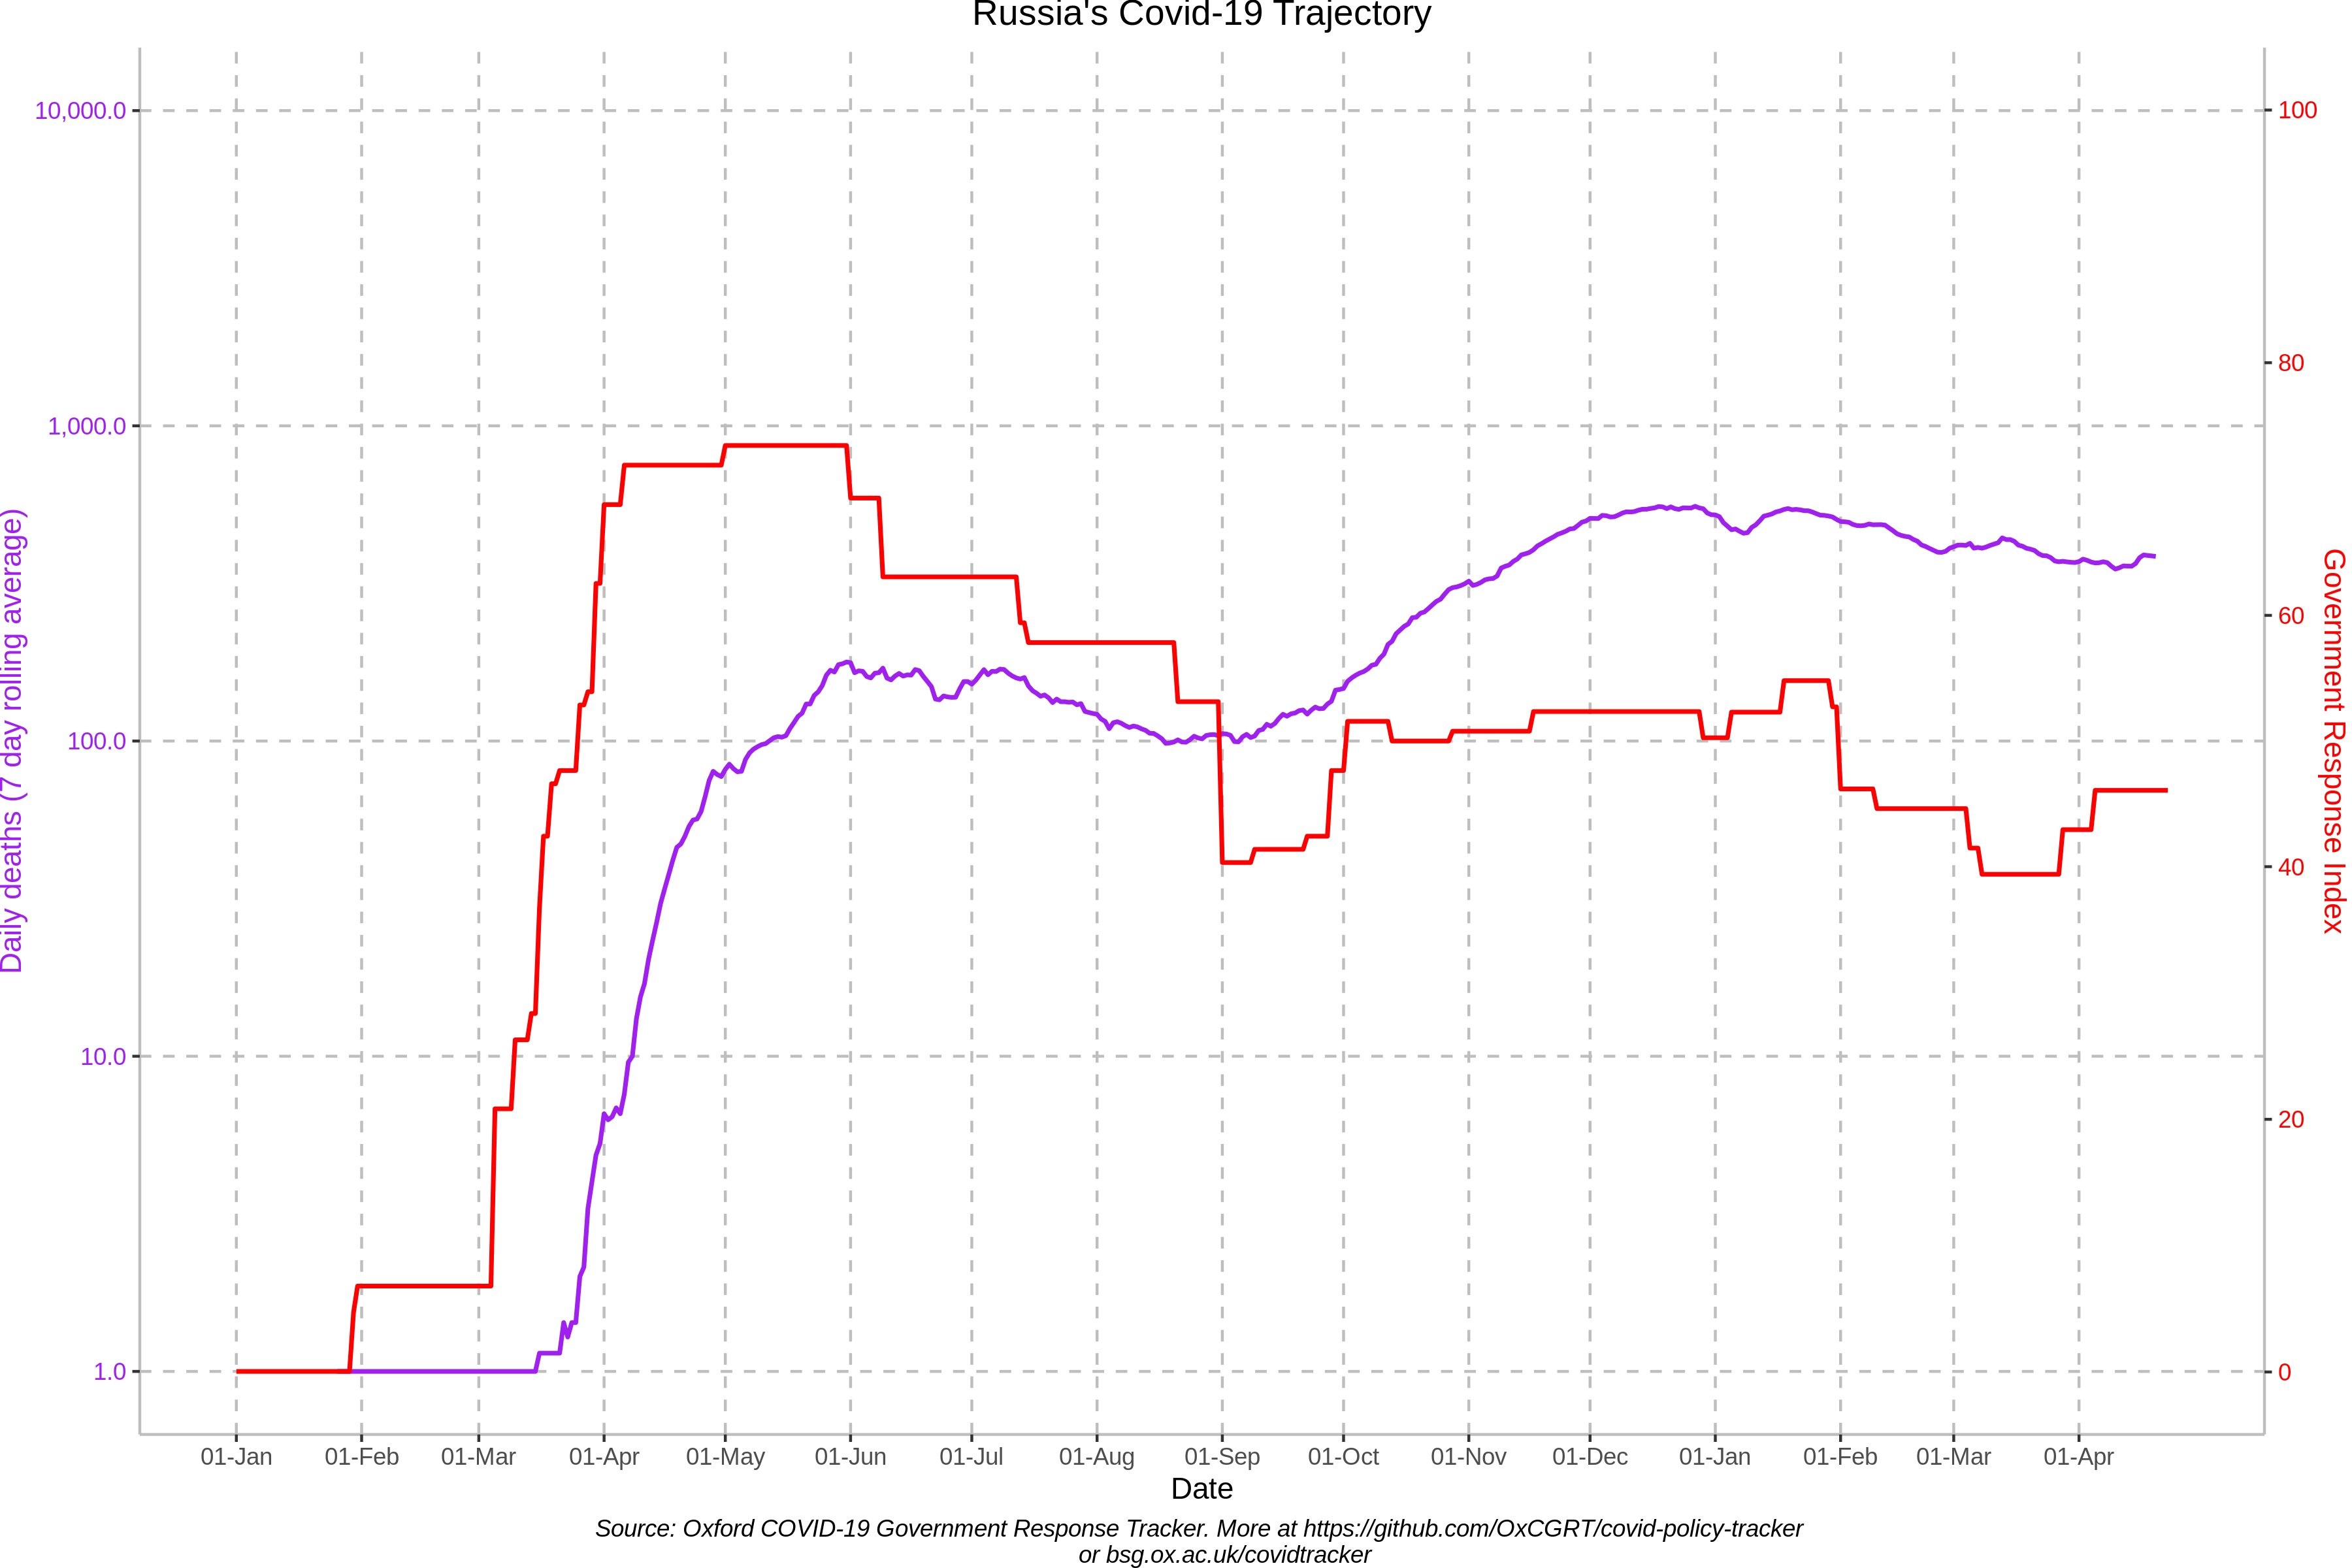 Russia's Covid-19 Trajectory
10,000.0
1,000.0
100.0
10.0
1.0
Daily deaths (7 day rolling average)
100
80
60
40
20
0
Government Response Index
01-Jan 01-Feb 01-Mar 01-Apr 01-May 01-Jun 01-Jul 01-Aug 01-Sep 01-Oct 01-Nov 01-Dec 01-Jan 01-Feb 01-Mar 01-Apr
Date
Source: Oxford COVID-19 Government Response Tracker. More at https://github.com/OxCGRT/covid-policy-tracker
or bsg.ox.ac.uk/covidtracker